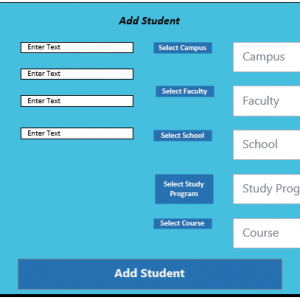 Add Student
Enter Text
Select Campus
Campus
Enter Text
Select Faculty
Faculty
Enter Text
Enter Text
Select School
School
Select Study
Program
Study Prog
Select Course
Course
Add Student